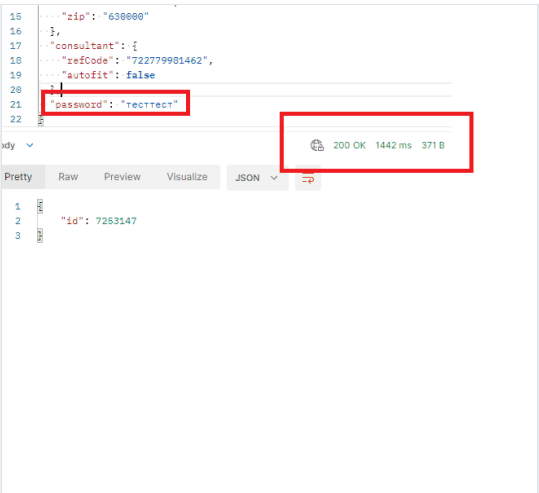 15 "zip": "630000"
16 },
17 "consultant": {
18 "refCode": "722779981462",
19 "autofit": false
20 },
21 "password": "тесттест"
22 }
ody 200 OK 1442 ms 371 B
Pretty Raw Preview Visualize JSON
1 {
2 "id": 7253147
3 }